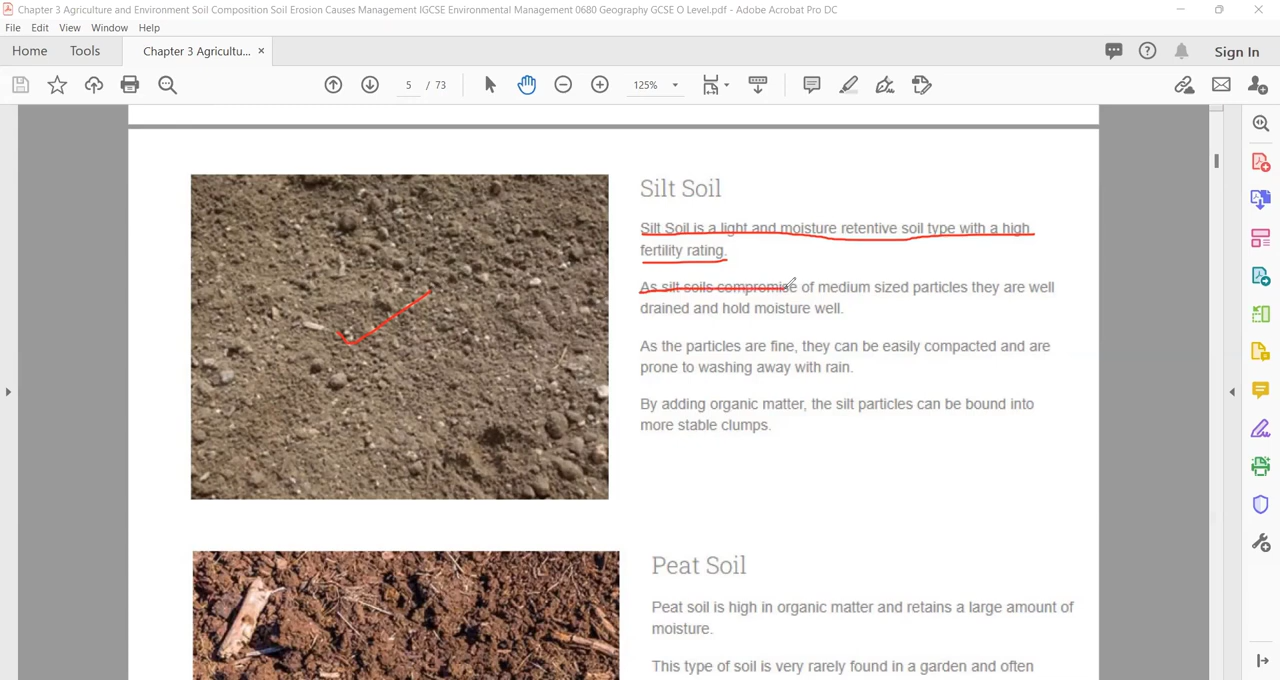 Chapter 3 Agriculture and Environment Soil Composition Soil Erosion Causes Management IGCSE Environmental Management 0680 Geography GCSE O Level.pdf - Adobe Acrobat Pro DC
File Edit View Window Help
Home Tools Chapter 3 Agricultu... × Sign In
5 / 73 125%
Silt Soil
Silt Soil is a light and moisture retentive soil type with a high
fertility rating.
As silt soils compromise of medium sized particles they are well
drained and hold moisture well.
As the particles are fine, they can be easily compacted and are
prone to washing away with rain.
By adding organic matter, the silt particles can be bound into
more stable clumps.
Peat Soil
Peat soil is high in organic matter and retains a large amount of
moisture.
This type of soil is very rarely found in a garden and often